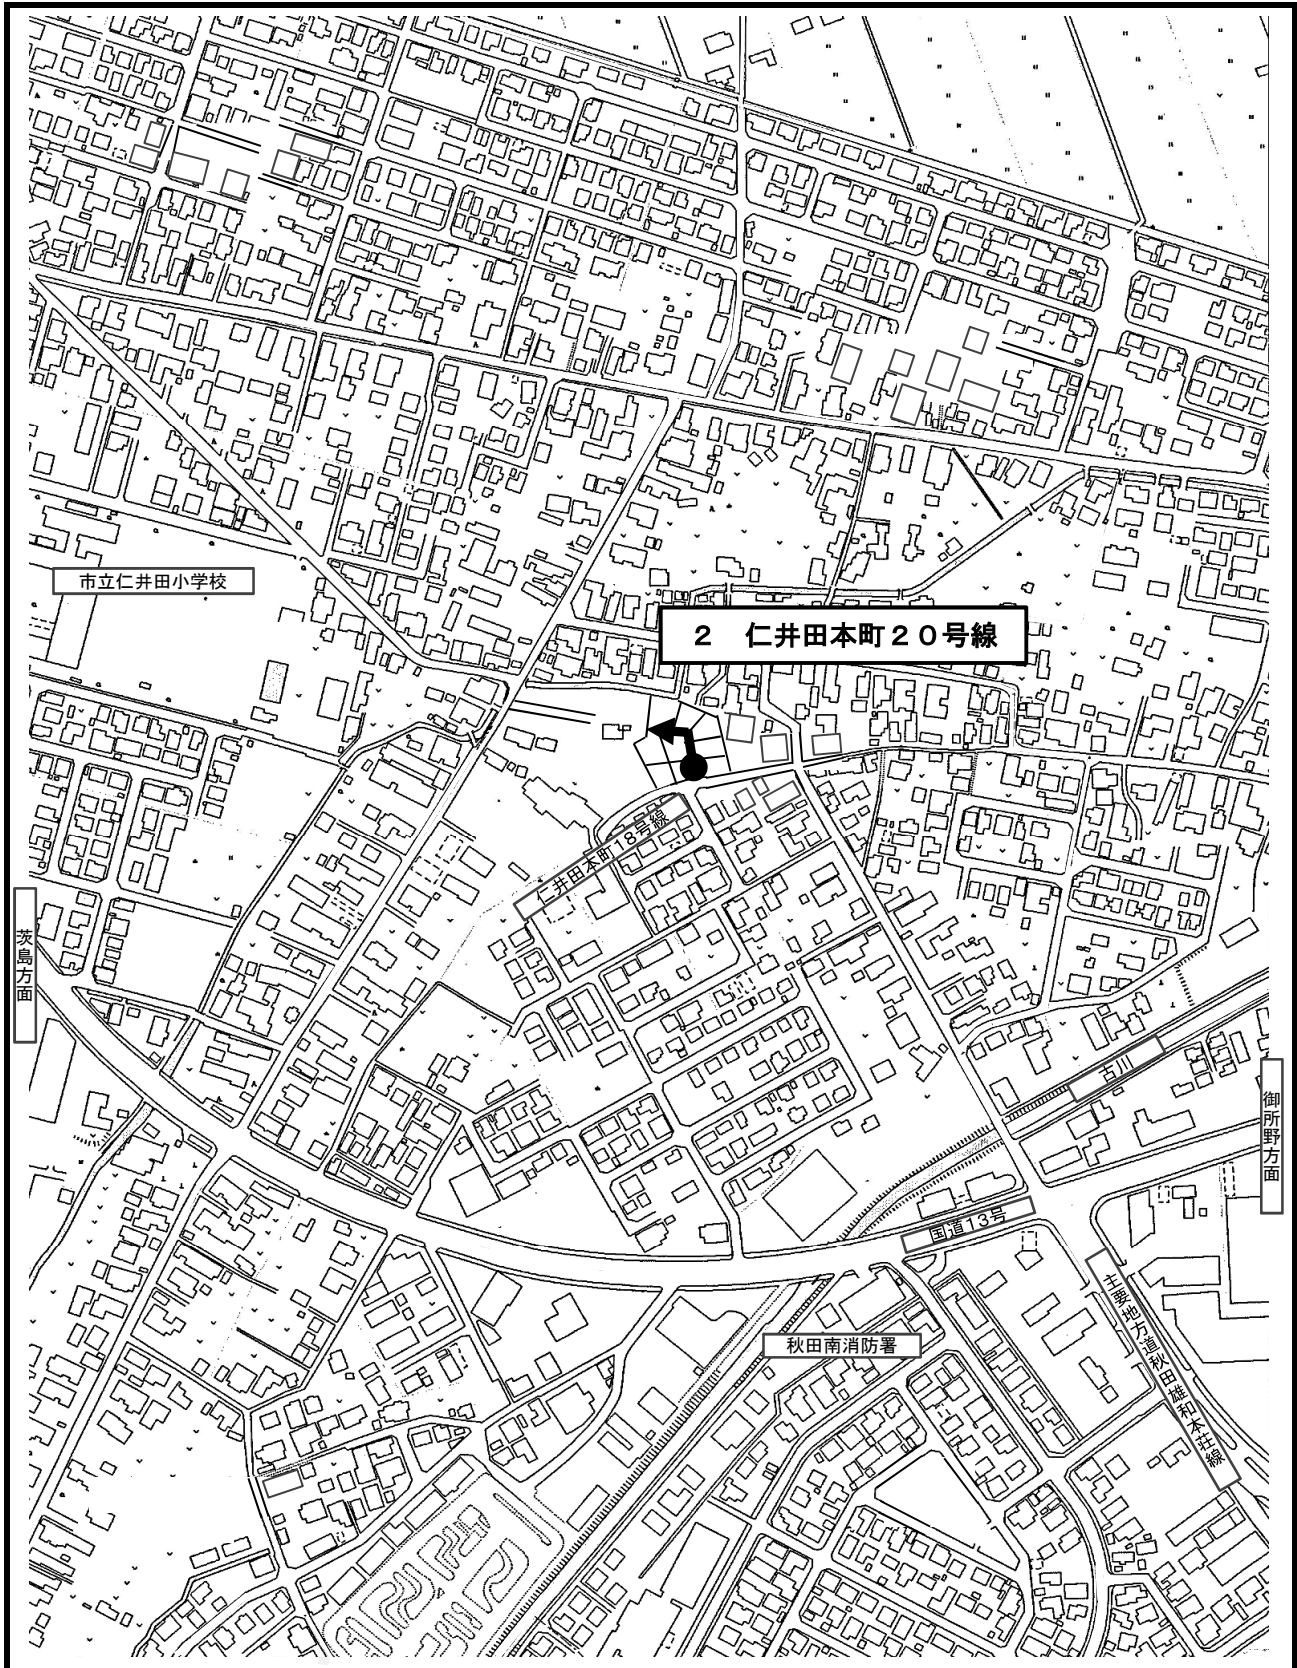 市立仁井田小学校
2 仁井田本町20号線
仁井田本町18号線
茨島方面
古川
御所野方面
国道13号
主要地方道秋田雄和本荘線
秋田南消防署